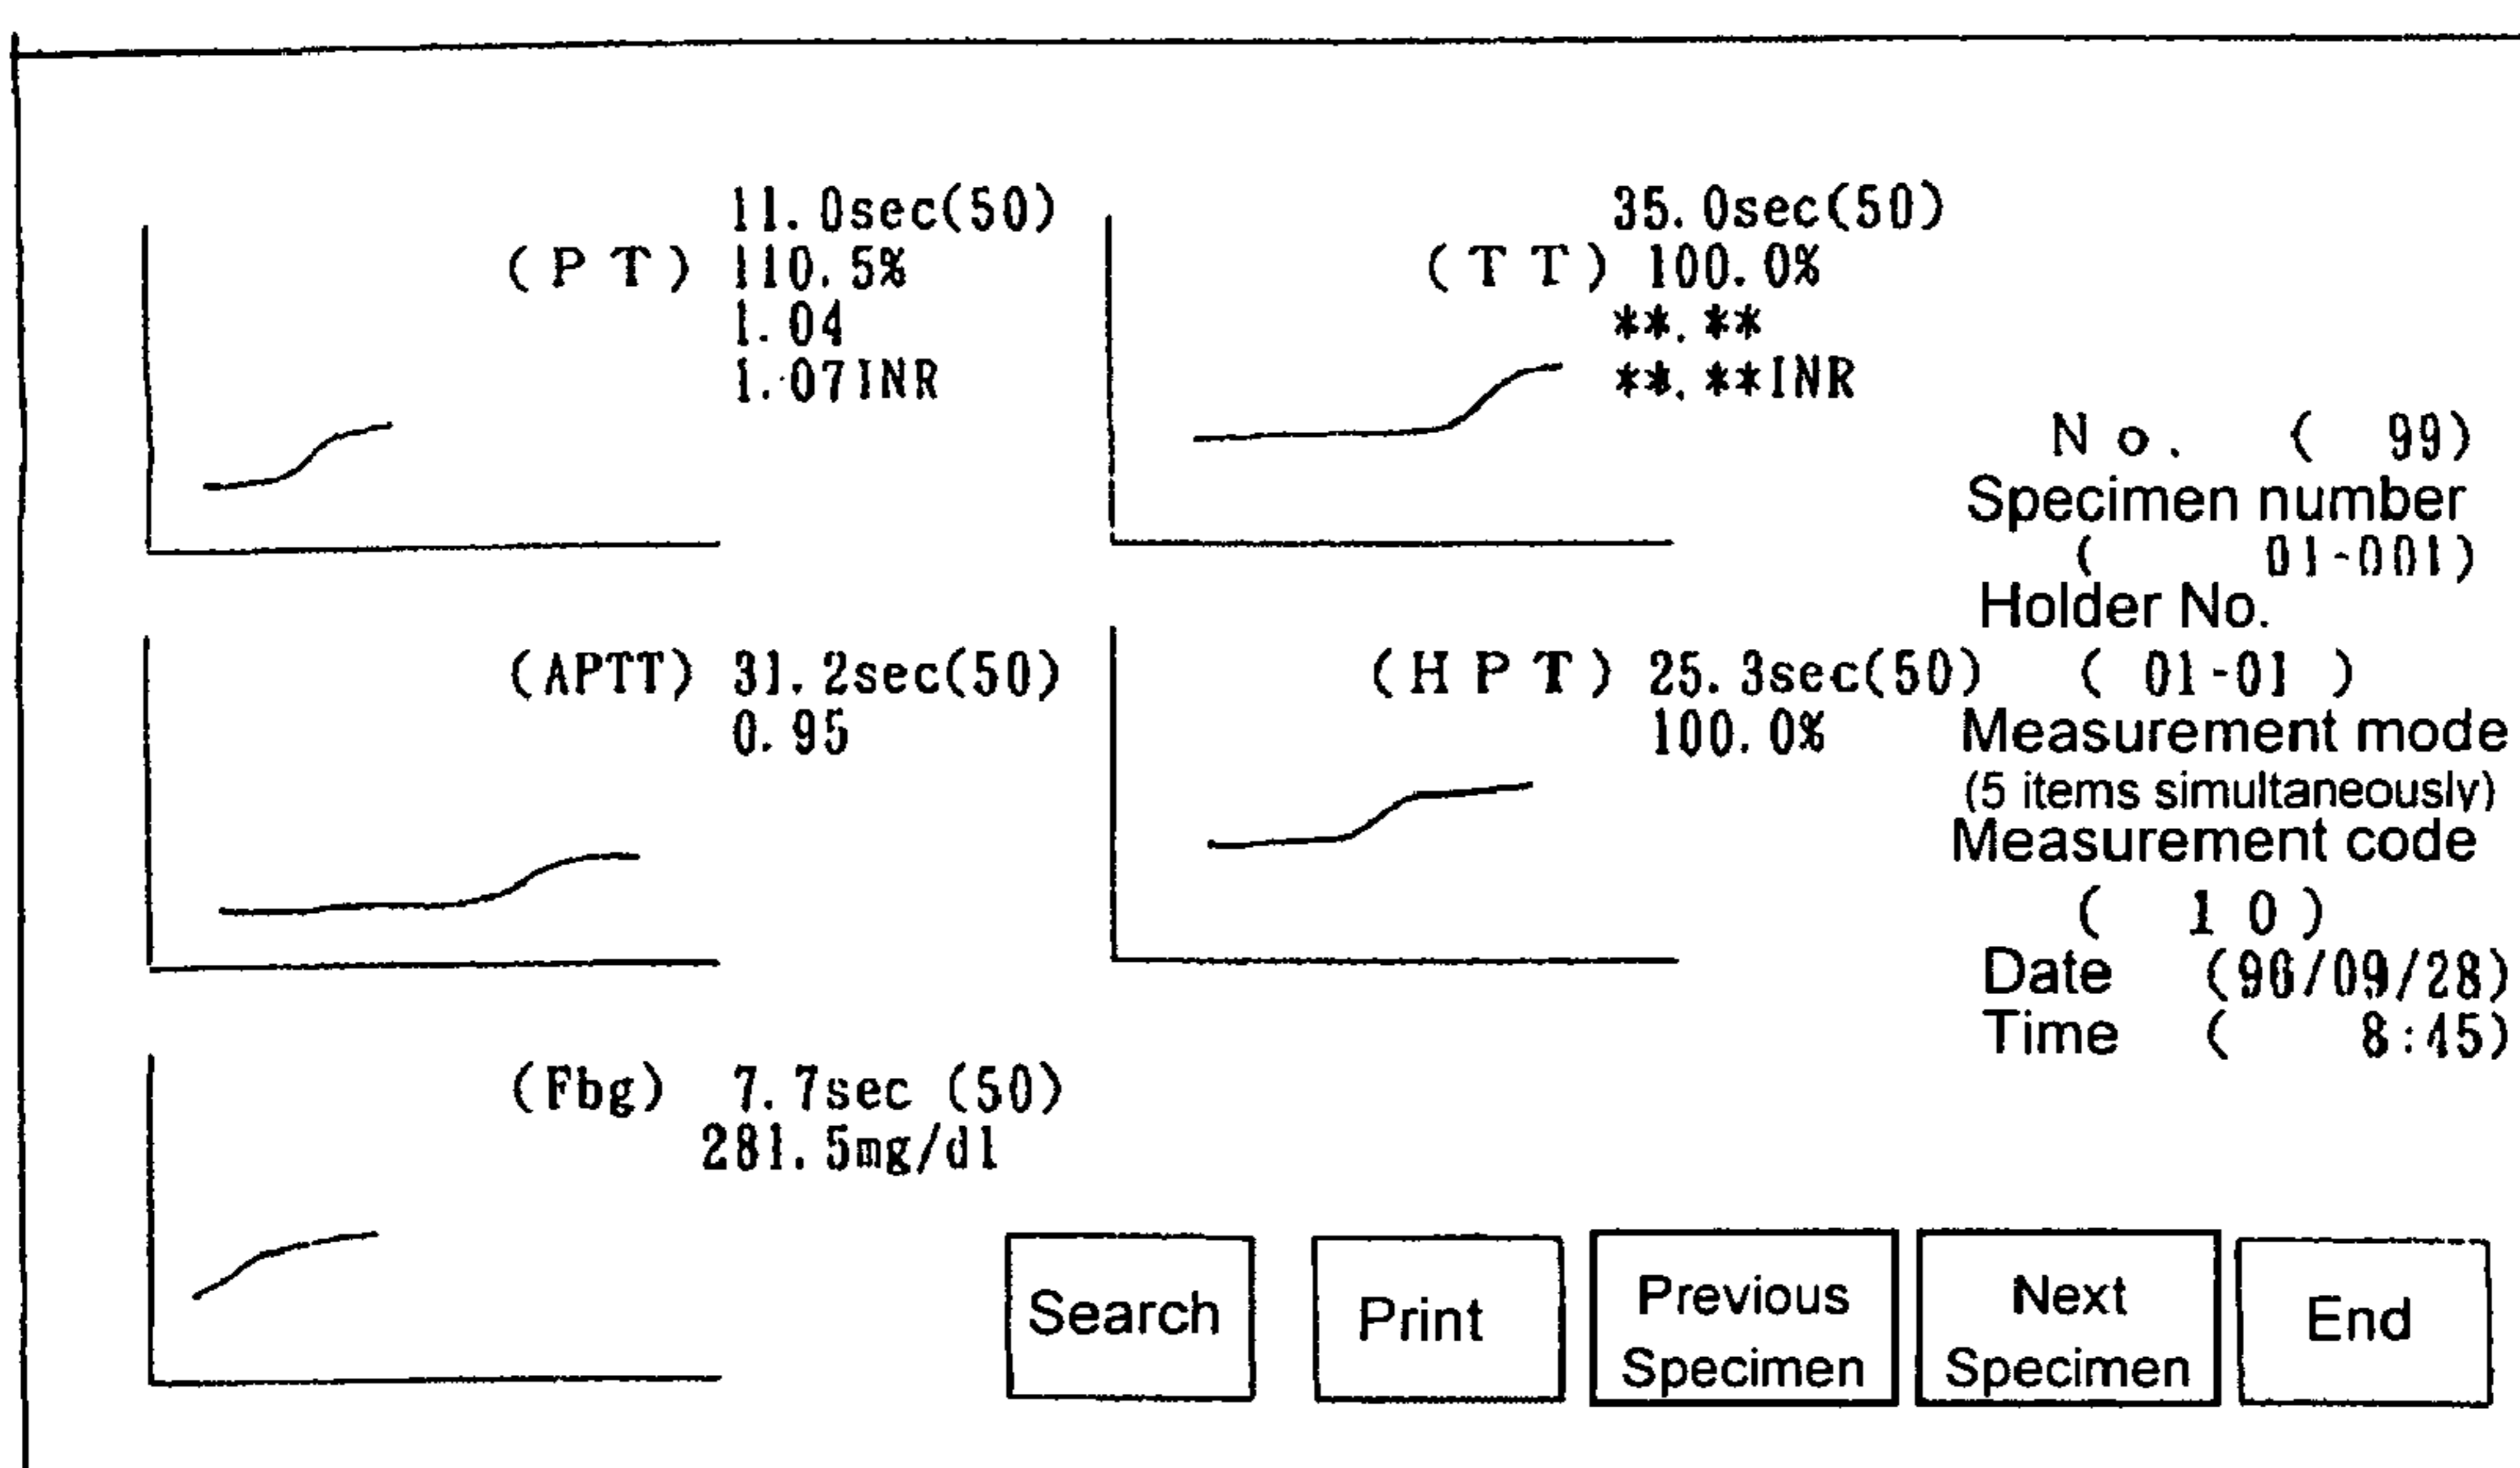 11.0sec(50)
(PT) 110.5%
1.04
1.07INR
35.0sec(50)
(TT) 100.0%
**.**
**.**INR
(APTT) 31.2sec(50)
0.95
(HPT) 25.3sec(50)
100.0%
(Fbg) 7.7sec (50)
281.5mg/dl
No. ( 99)
Specimen number
( 01-001)
Holder No.
( 01-01 )
Measurement mode
(5 items simultaneously)
Measurement code
( 10)
Date (96/09/28)
Time ( 8:45)
Search
Print
Previous
Specimen
Next
Specimen
End